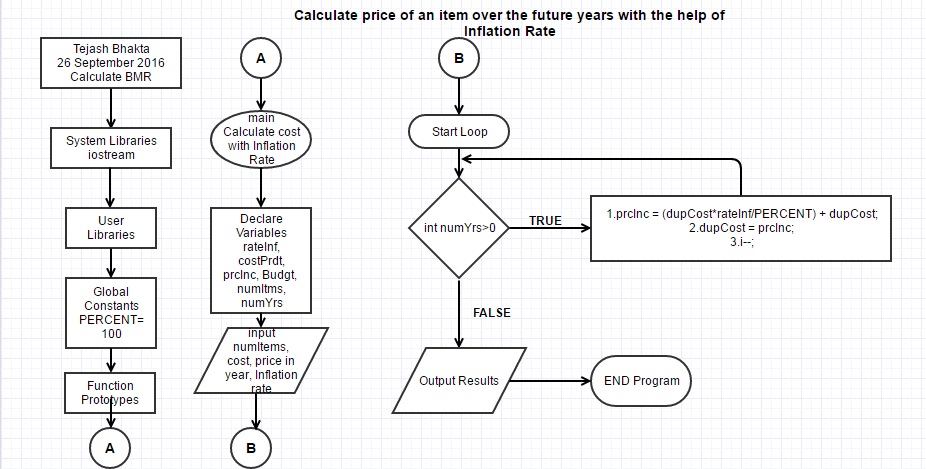 Calculate price of an item over the future years with the help of
Inflation Rate
Tejash Bhakta
26 September 2016
Calculate BMR
System Libraries
iostream
User
Libraries
Global
Constants
PERCENT=
100
Function
Prototypes
A
A
main
Calculate cost
with Inflation
Rate
Declare
Variables
rateInf,
costPrdt,
prcInc, Budgt,
numItms,
numYrs
input
numItems,
cost, price in
year, Inflation
rate
B
B
Start Loop
int numYrs>0
TRUE
1.prcInc = (dupCost*rateInf/PERCENT) + dupCost;
2.dupCost = prcInc;
3.i--;
FALSE
Output Results
END Program